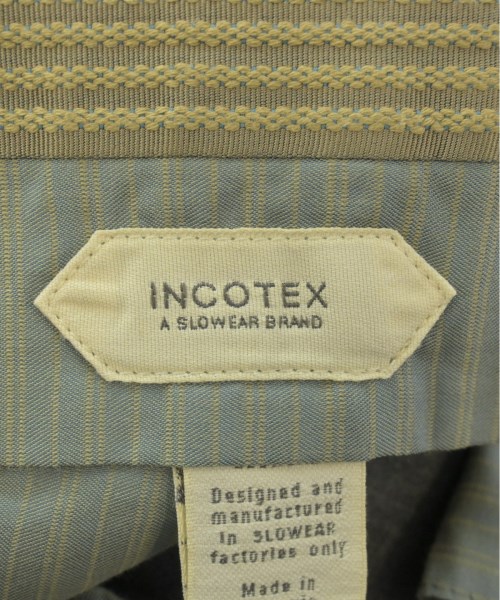 INCOTEX
A SLOWEAR BRAND
Designed and
manufactured
in SLOWEAR
factories only
Made in